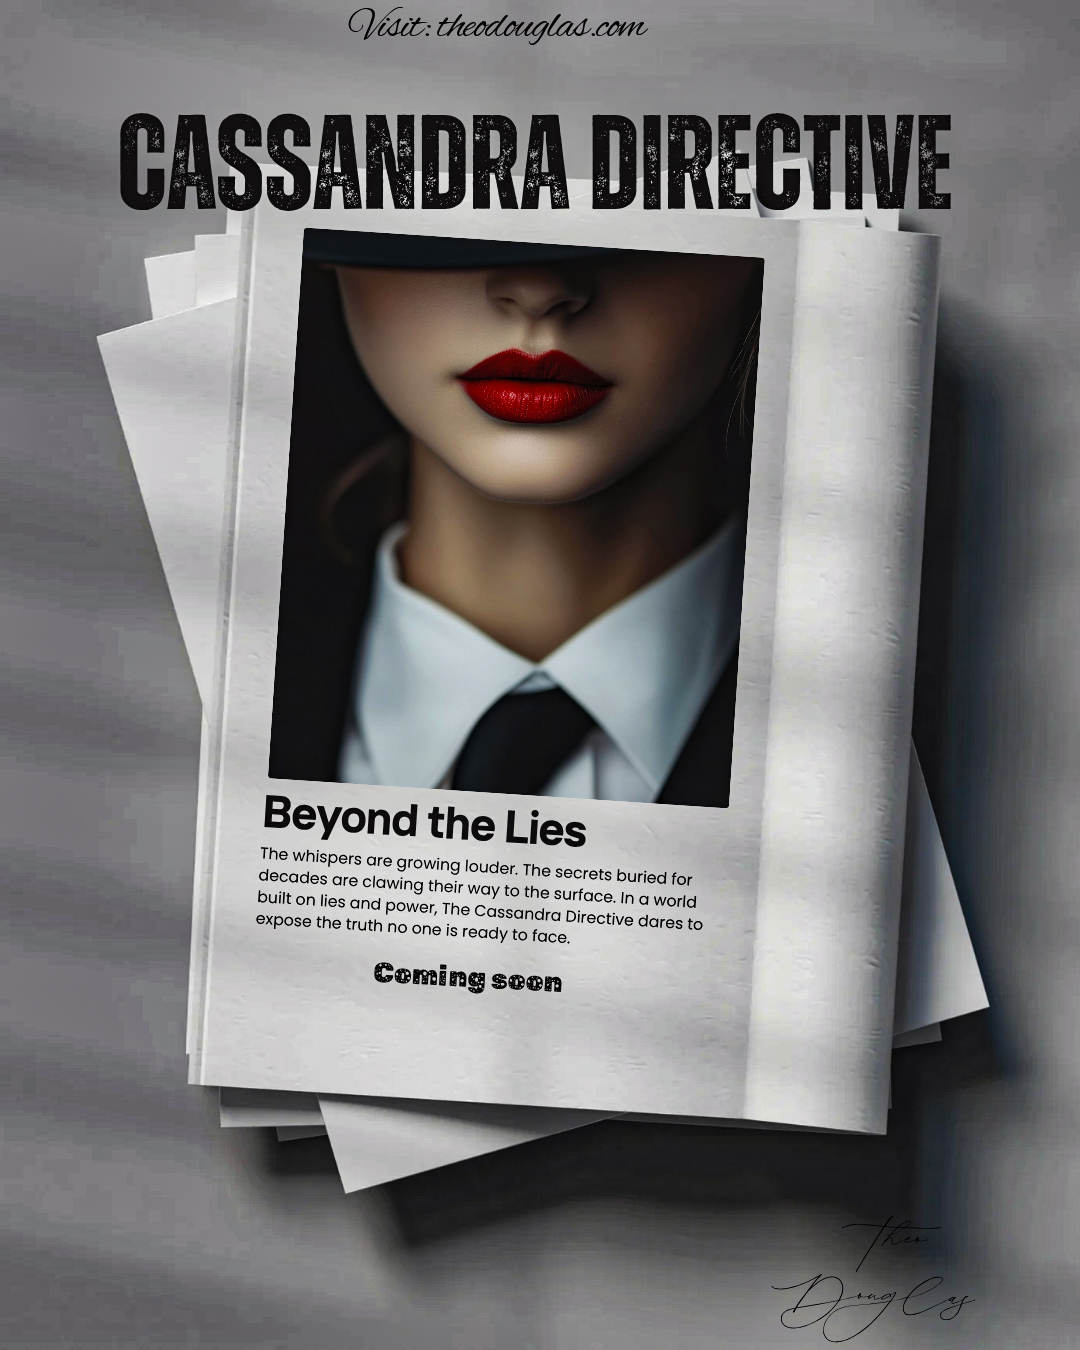 Visit: theodouglas.com
CASSANDRA DIRECTIVE
Beyond the Lies
The whispers are growing louder. The secrets buried for
decades are clawing their way to the surface. In a world
built on lies and power, The Cassandra Directive dares to
expose the truth no one is ready to face.
Coming soon
Theo
Douglas